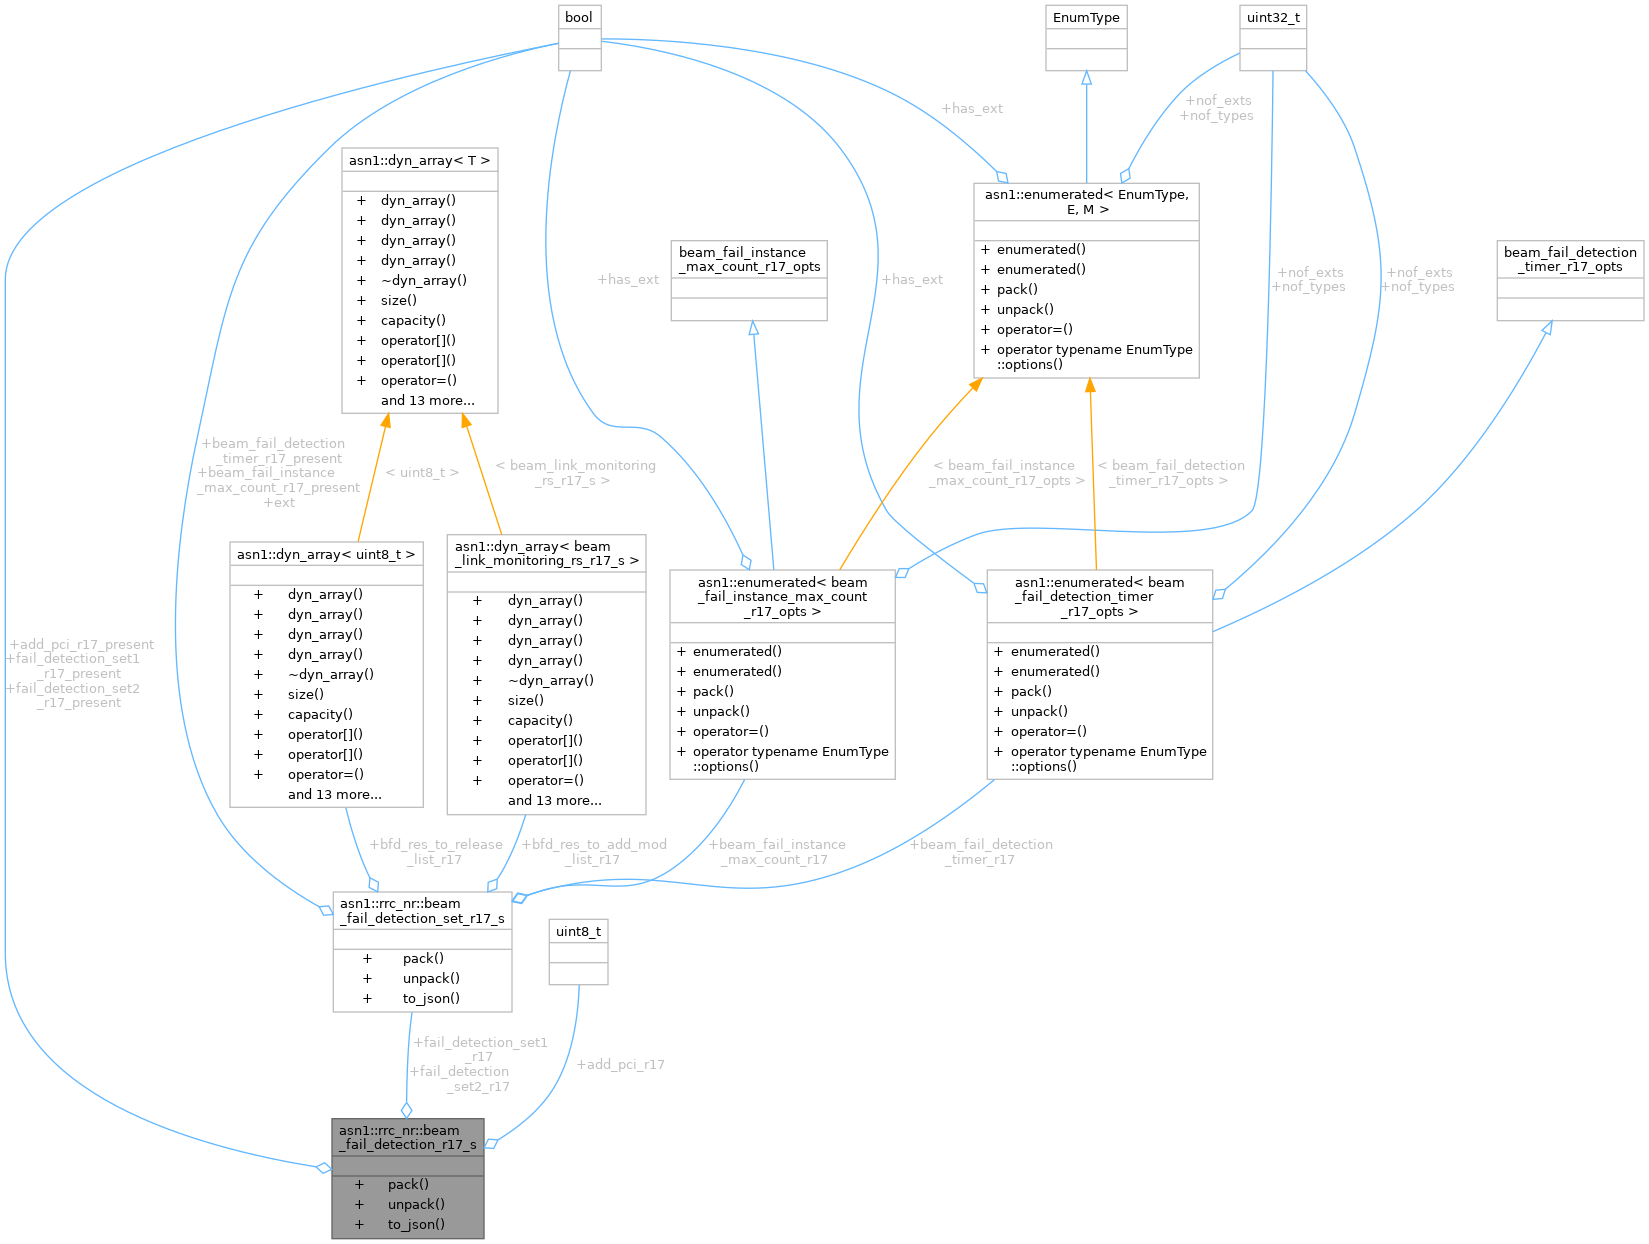 bool
EnumType
uint32_t
+has_ext
+nof_exts
+nof_types
asn1::dyn_array< T >
+ dyn_array()
+ dyn_array()
+ dyn_array()
+ dyn_array()
+ ~dyn_array()
+ size()
+ capacity()
+ operator[]()
+ operator[]()
+ operator=()
and 13 more...
asn1::enumerated< EnumType,
E, M >
+ enumerated()
+ enumerated()
+ pack()
+ unpack()
+ operator=()
+ operator typename EnumType
::options()
beam_fail_instance
_max_count_r17_opts
beam_fail_detection
_timer_r17_opts
+has_ext
+has_ext
+nof_exts
+nof_types
+nof_exts
+nof_types
+beam_fail_detection
_timer_r17_present
+beam_fail_instance
_max_count_r17_present
+ext
< uint8_t >
< beam_link_monitoring
_rs_r17_s >
< beam_fail_instance
_max_count_r17_opts >
< beam_fail_detection
_timer_r17_opts >
asn1::dyn_array< uint8_t >
+ dyn_array()
+ dyn_array()
+ dyn_array()
+ dyn_array()
+ ~dyn_array()
+ size()
+ capacity()
+ operator[]()
+ operator[]()
+ operator=()
and 13 more...
asn1::dyn_array< beam
_link_monitoring_rs_r17_s >
+ dyn_array()
+ dyn_array()
+ dyn_array()
+ dyn_array()
+ ~dyn_array()
+ size()
+ capacity()
+ operator[]()
+ operator[]()
+ operator=()
and 13 more...
asn1::enumerated< beam
_fail_instance_max_count
_r17_opts >
+ enumerated()
+ enumerated()
+ pack()
+ unpack()
+ operator=()
+ operator typename EnumType
::options()
asn1::enumerated< beam
_fail_detection_timer
_r17_opts >
+ enumerated()
+ enumerated()
+ pack()
+ unpack()
+ operator=()
+ operator typename EnumType
::options()
+add_pci_r17_present
+fail_detection_set1
_r17_present
+fail_detection_set2
_r17_present
+bfd_res_to_release
_list_r17
+bfd_res_to_add_mod
_list_r17
+beam_fail_instance
_max_count_r17
+beam_fail_detection
_timer_r17
asn1::rrc_nr::beam
_fail_detection_set_r17_s
+ pack()
+ unpack()
+ to_json()
uint8_t
+fail_detection_set1
_r17
+fail_detection
_set2_r17
+add_pci_r17
asn1::rrc_nr::beam
_fail_detection_r17_s
+ pack()
+ unpack()
+ to_json()